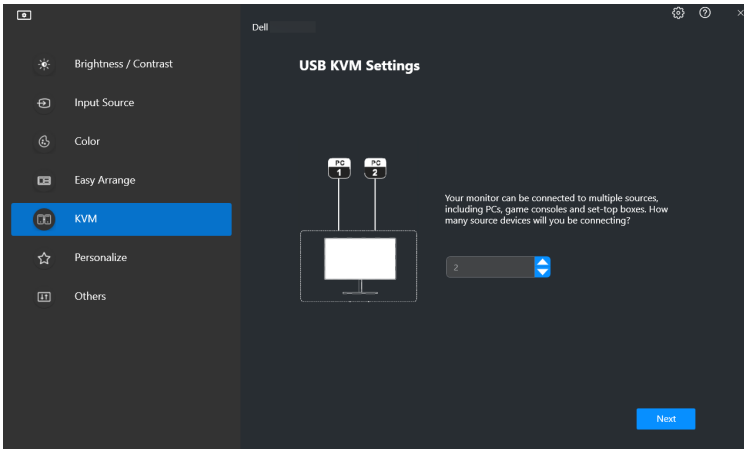 Dell
Brightness / Contrast
Input Source
Color
Easy Arrange
KVM
Personalize
Others
USB KVM Settings
PC PC
1 2
Your monitor can be connected to multiple sources,
including PCs, game consoles and set-top boxes. How
many source devices will you be connecting?
2
Next